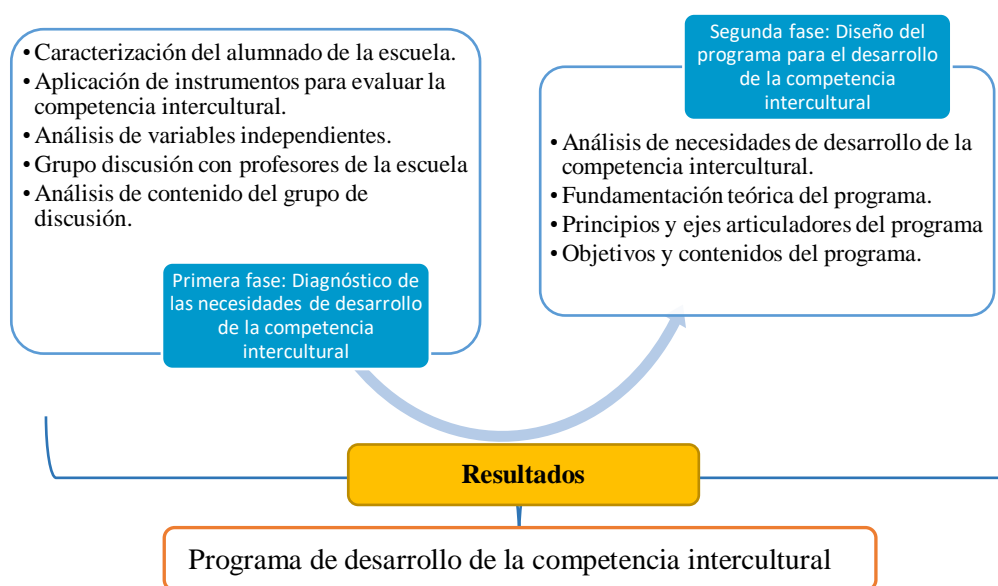 • Caracterización del alumnado de la escuela.
• Aplicación de instrumentos para evaluar la
competencia intercultural.
• Análisis de variables independientes.
• Grupo discusión con profesores de la escuela
• Análisis de contenido del grupo de
discusión.
Primera fase: Diagnóstico de
las necesidades de desarrollo
de la competencia
intercultural
Segunda fase: Diseño del
programa para el desarrollo
de la competencia
intercultural
• Análisis de necesidades de desarrollo de la
competencia intercultural.
• Fundamentación teórica del programa.
• Principios y ejes articuladores del programa
• Objetivos y contenidos del programa.
Resultados
Programa de desarrollo de la competencia intercultural